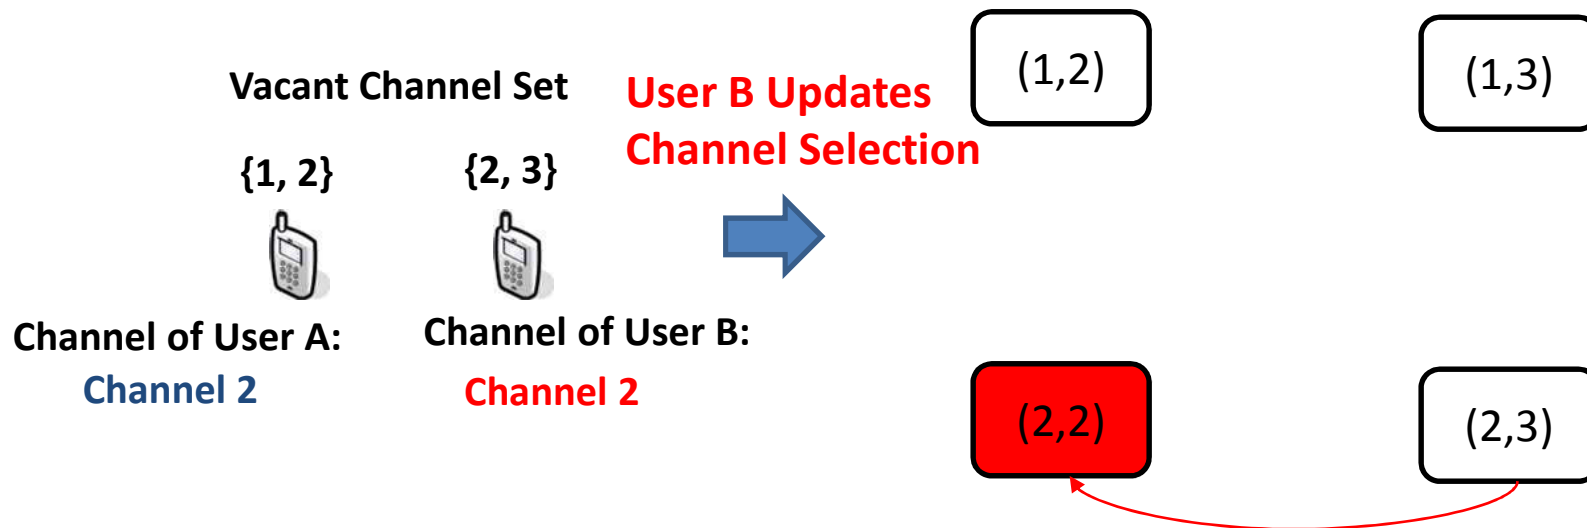 Vacant Channel Set
{1, 2}
{2, 3}
Channel of User A:
Channel 2
Channel of User B:
Channel 2
User B Updates
Channel Selection
(1,2)
(1,3)
(2,2)
(2,3)